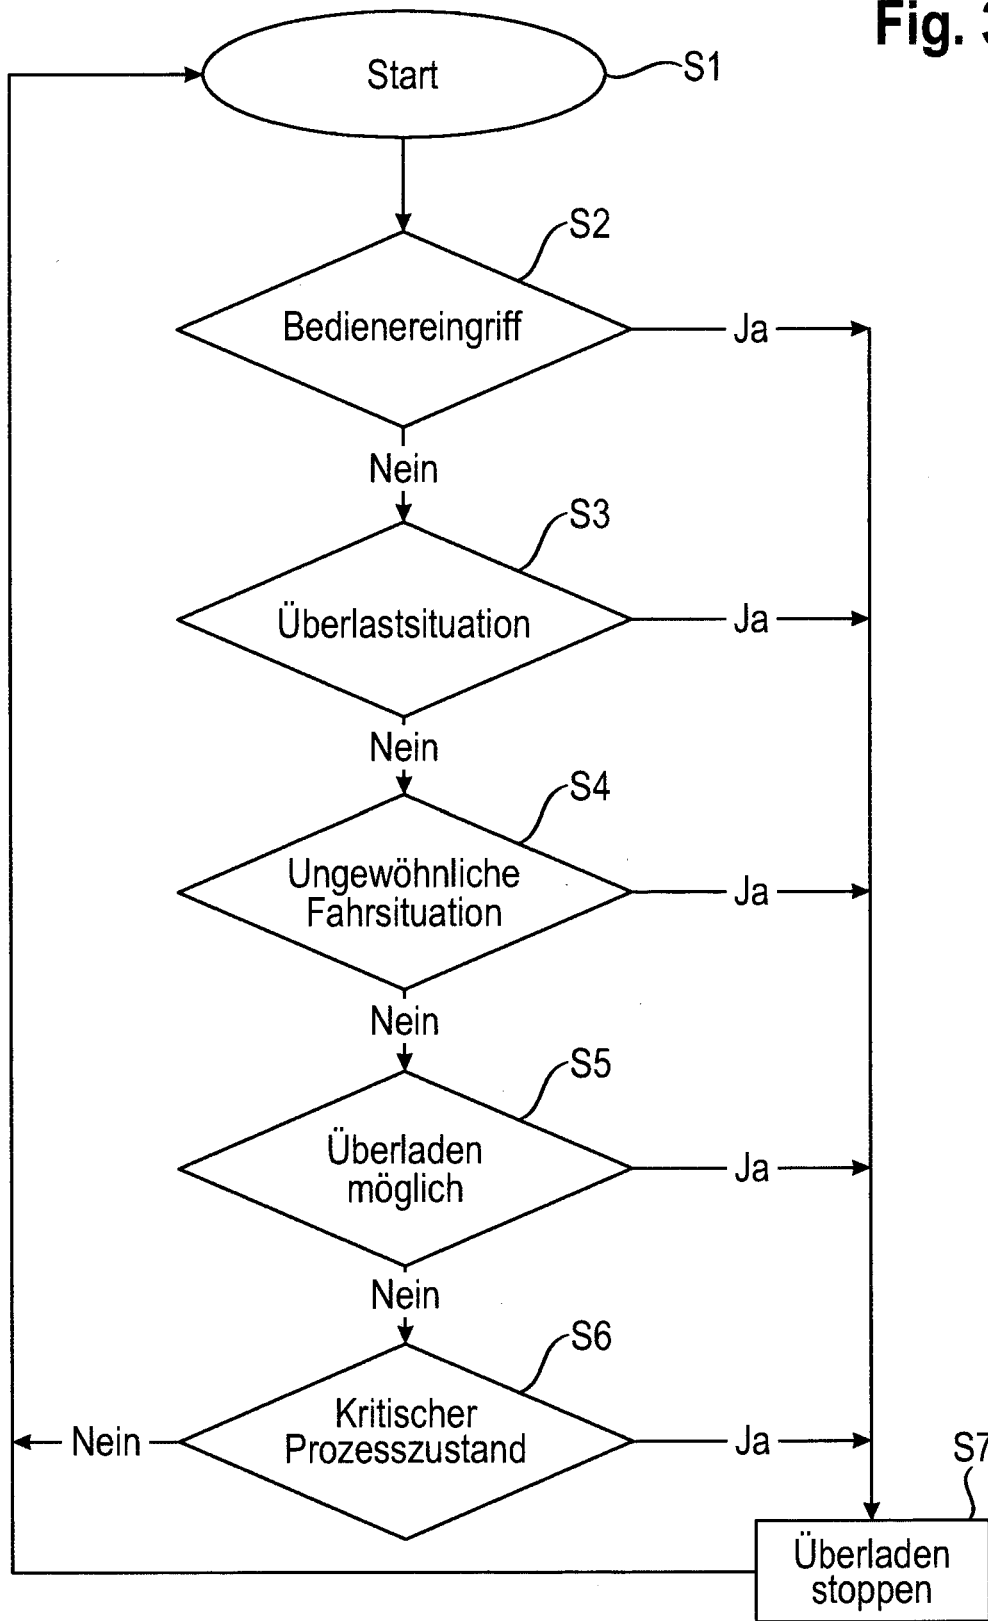 Fig. 3
Start
S1
S2
Bedienereingriff
Ja
Nein
S3
Überlastsituation
Ja
Nein
S4
Ungewöhnliche
Fahrsituation
Ja
Nein
S5
Überladen
möglich
Ja
Nein
S6
Kritischer
Prozesszustand
Nein
Ja
S7
Überladen
stoppen